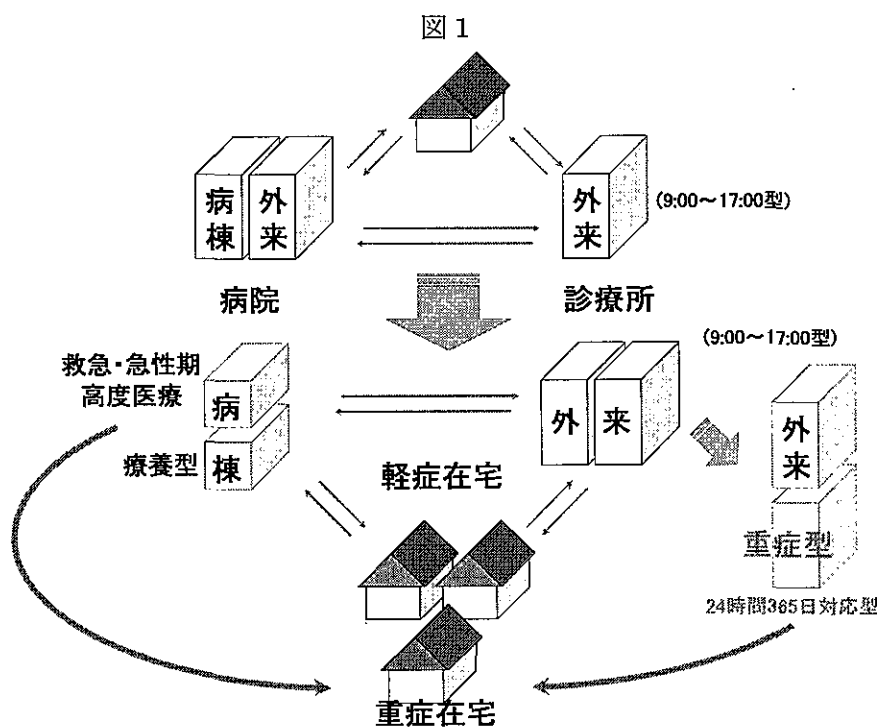 図1
病棟
外来
外来
(9:00～17:00型)
病院
診療所
(9:00～17:00型)
救急・急性期
高度医療
病
棟
療養型
外 来
外来
軽症在宅
重症型
24時間365日対応型
重症在宅